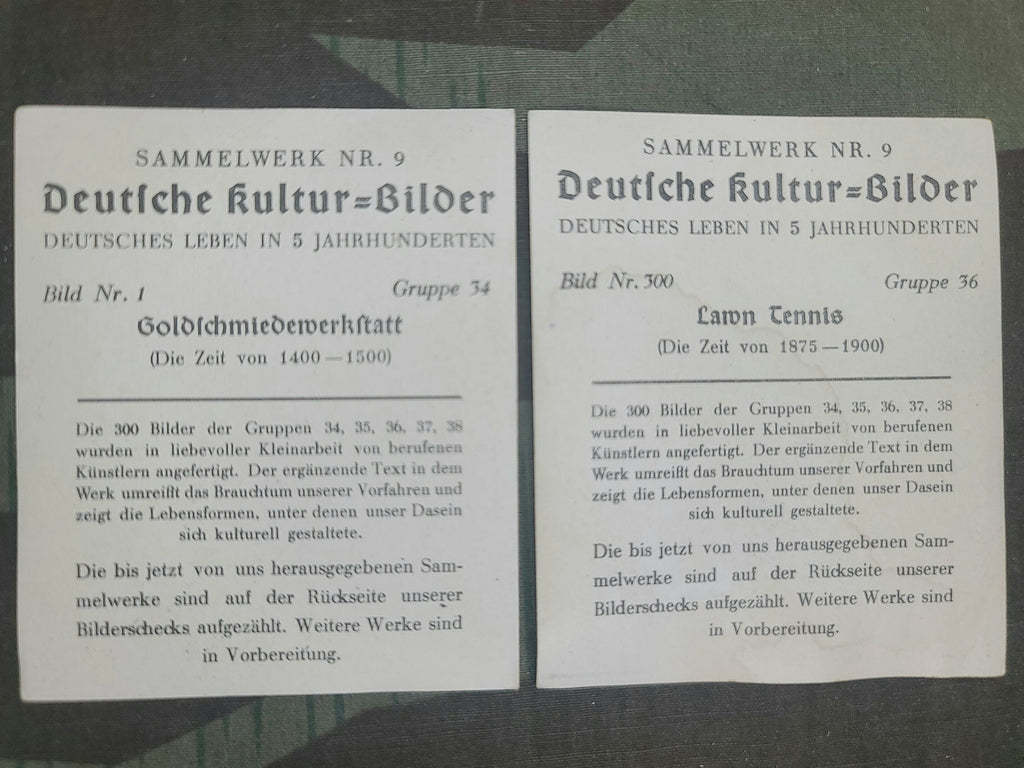 SAMMELWERK NR. 9
Deutſche Kultur=Bilder
DEUTSCHES LEBEN IN 5 JAHRHUNDERTEN
Bild Nr. 1 Gruppe 34
Goldſchmiedewerkſtatt
(Die Zeit von 1400—1500)
Die 300 Bilder der Gruppen 34, 35, 36, 37, 38
wurden in liebevoller Kleinarbeit von berufenen
Künstlern angefertigt. Der ergänzende Text in dem
Werk umreißt das Brauchtum unserer Vorfahren und
zeigt die Lebensformen, unter denen unser Dasein
sich kulturell gestaltete.
Die bis jetzt von uns herausgegebenen Sam-
melwerke sind auf der Rückseite unserer
Bilderschecks aufgezählt. Weitere Werke sind
in Vorbereitung.
SAMMELWERK NR. 9
Deutſche Kultur=Bilder
DEUTSCHES LEBEN IN 5 JAHRHUNDERTEN
Bild Nr. 300 Gruppe 36
Lawn Tennis
(Die Zeit von 1875—1900)
Die 300 Bilder der Gruppen 34, 35, 36, 37, 38
wurden in liebevoller Kleinarbeit von berufenen
Künstlern angefertigt. Der ergänzende Text in dem
Werk umreißt das Brauchtum unserer Vorfahren und
zeigt die Lebensformen, unter denen unser Dasein
sich kulturell gestaltete.
Die bis jetzt von uns herausgegebenen Sam-
melwerke sind auf der Rückseite unserer
Bilderschecks aufgezählt. Weitere Werke sind
in Vorbereitung.